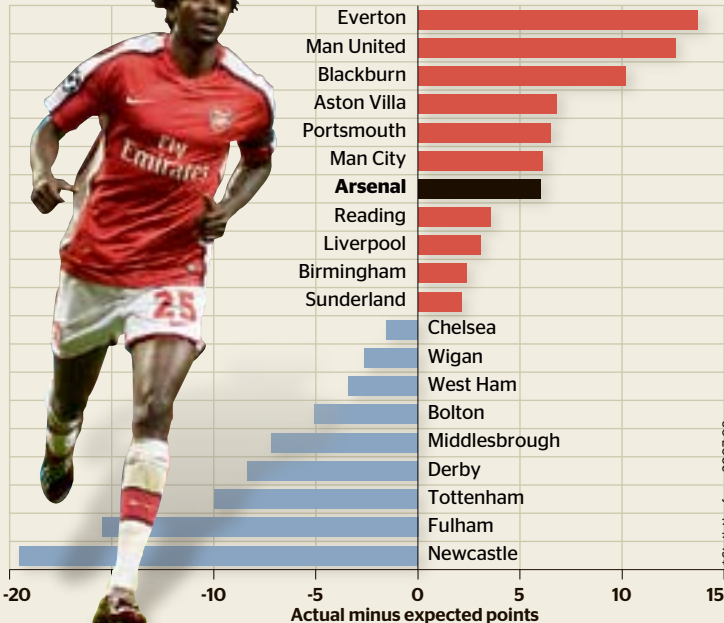 Everton
Man United
Blackburn
Aston Villa
Portsmouth
Man City
Fly
Emirates
Arsenal
Reading
Liverpool
Birmingham
25
Sunderland
Chelsea
Wigan
West Ham
Bolton
Middlesbrough
Derby
Tottenham
Fulham
Newcastle
-20 -10 -5 0 5 10 15
Actual minus expected points